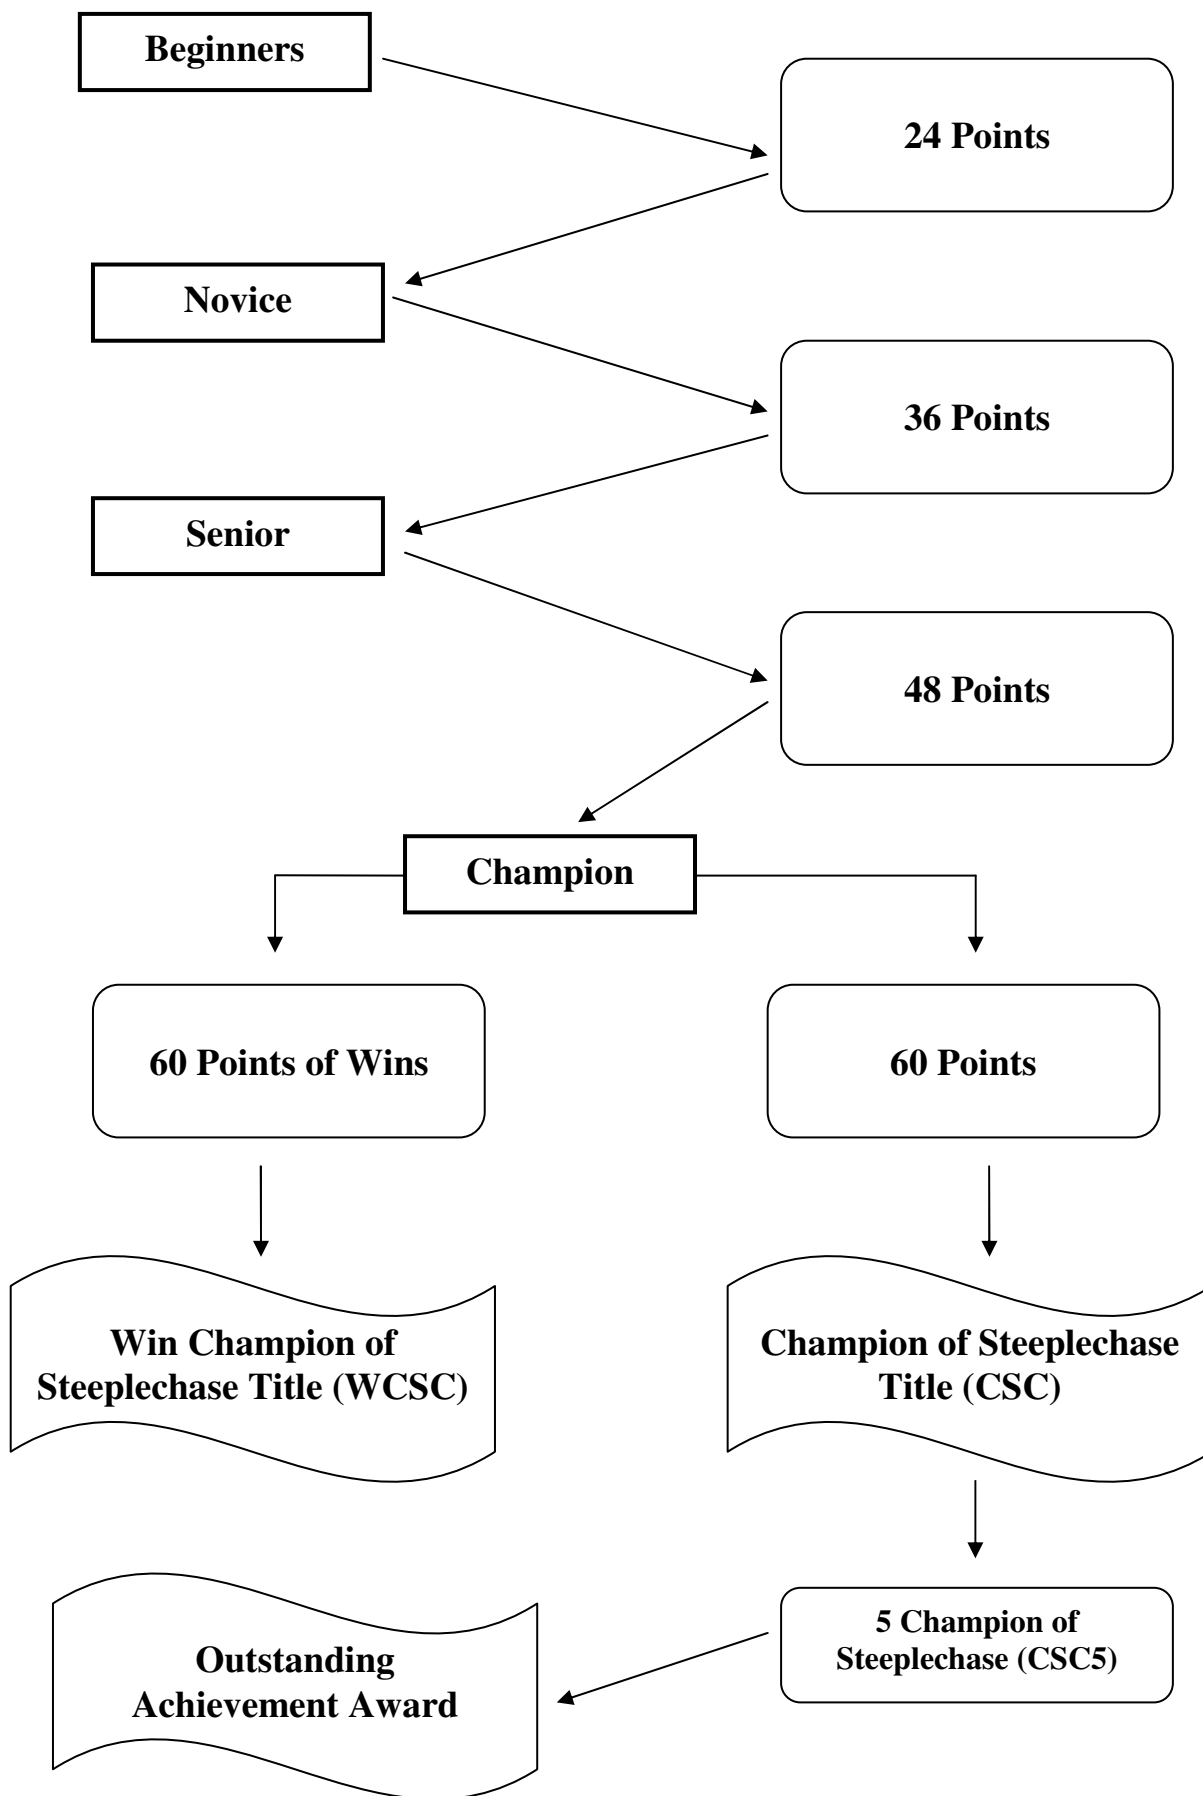 Beginners
24 Points
Novice
36 Points
Senior
48 Points
Champion
60 Points of Wins
60 Points
Win Champion of
Steeplechase Title (WCSC)
Champion of Steeplechase
Title (CSC)
5 Champion of
Steeplechase (CSC5)
Outstanding
Achievement Award